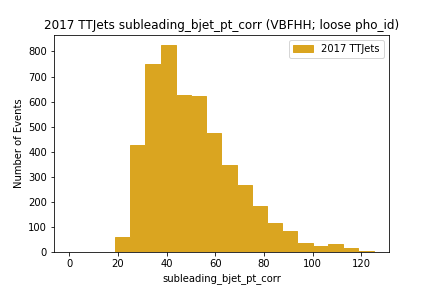 2017 TTJets subleading_bjet_pt_corr (VBFHH; loose pho_id)
2017 TTJets
Number of Events
800
700
600
500
400
300
200
100
0
0 20 40 60 80 100 120
subleading_bjet_pt_corr